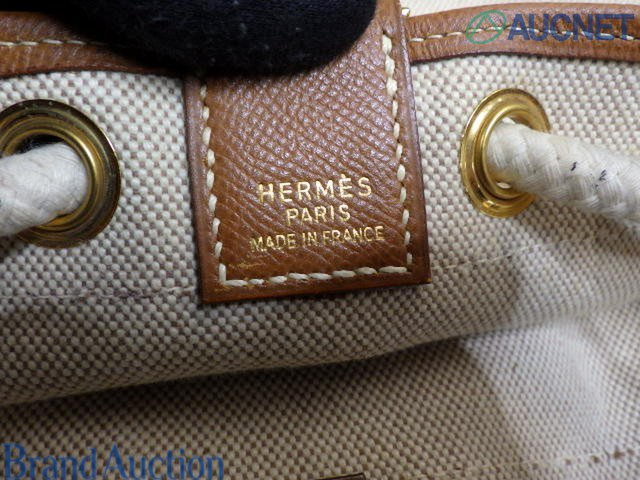 AUCNET
HERMÈS
PARIS
MADE IN FRANCE
Brand Auction